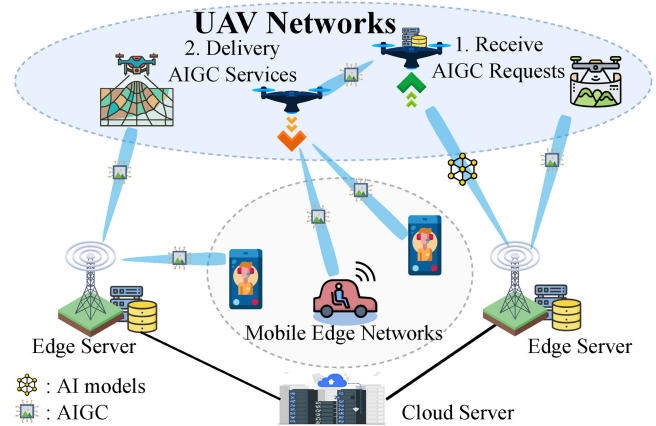 UAV Networks
2. Delivery
AIGC Services
1. Receive
AIGC Requests
Mobile Edge Networks
Edge Server
Edge Server
: AI models
: AIGC
Cloud Server